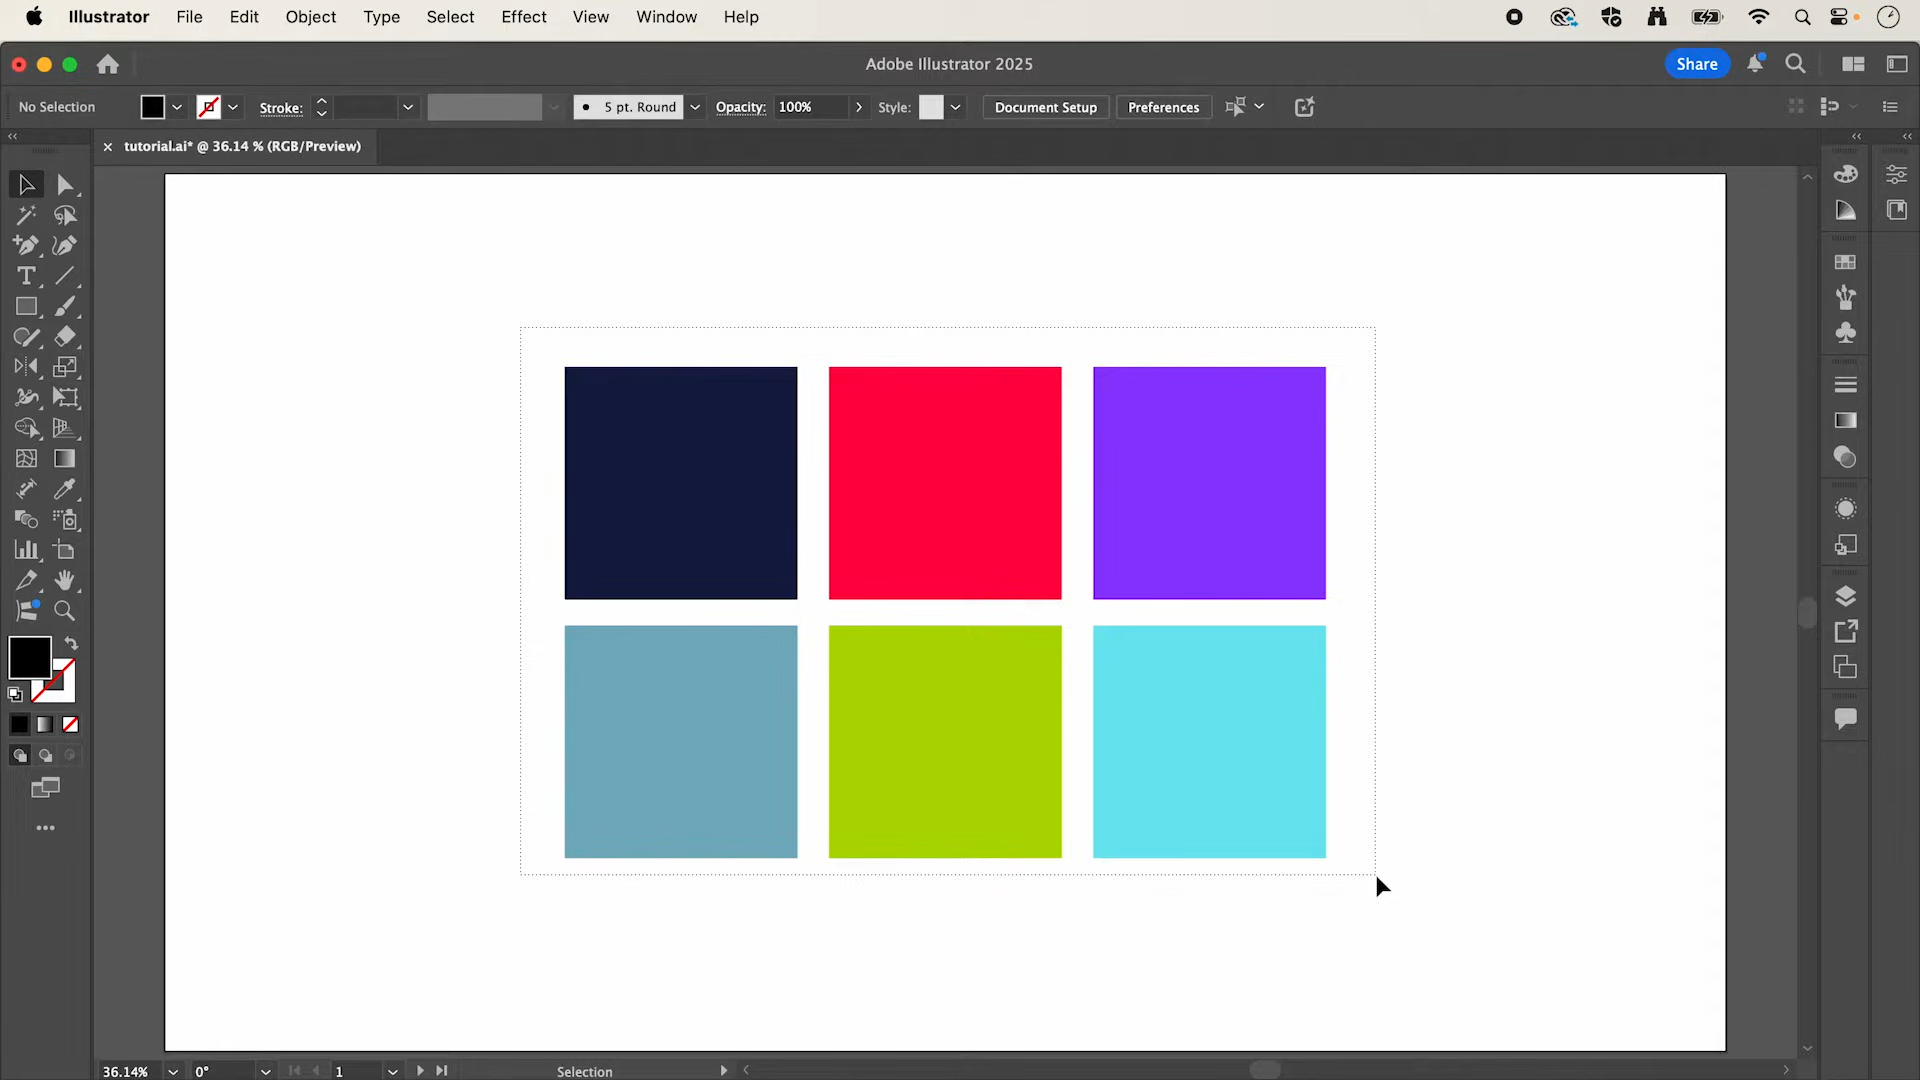 Illustrator File Edit Object Type Select Effect View Window Help
Adobe Illustrator 2025
Share
No Selection Stroke: 5 pt. Round Opacity: 100% Style: Document Setup Preferences
tutorial.ai* @ 36.14 % (RGB/Preview)
36.14% 0° 1 Selection